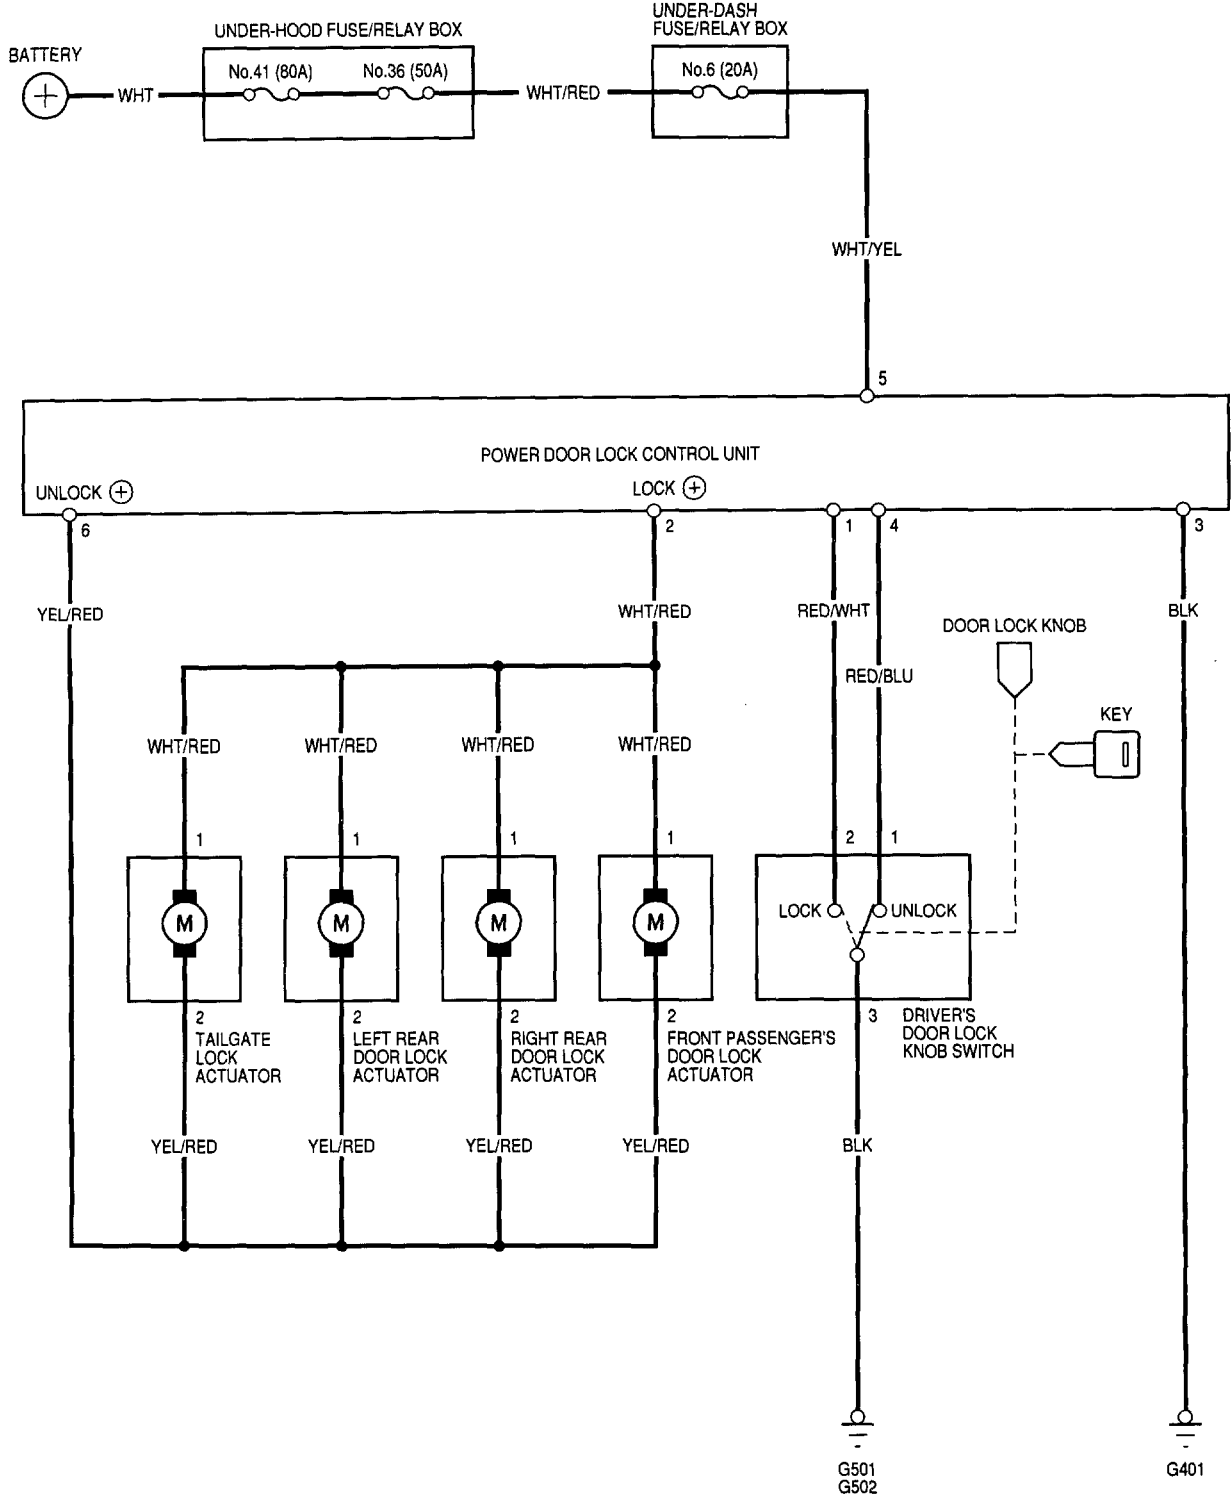 UNDER-DASH
FUSE/RELAY BOX
UNDER-HOOD FUSE/RELAY BOX
BATTERY
No.41 (80A)
No.36 (50A)
No.6 (20A)
WHT
WHT/RED
WHT/YEL
5
POWER DOOR LOCK CONTROL UNIT
UNLOCK +
LOCK +
6
2
1
4
3
YEL/RED
WHT/RED
RED/WHT
BLK
DOOR LOCK KNOB
RED/BLU
KEY
WHT/RED
WHT/RED
WHT/RED
WHT/RED
1
1
1
1
2
1
M
M
M
M
LOCK
UNLOCK
2
TAILGATE
LOCK
ACTUATOR
2
LEFT REAR
DOOR LOCK
ACTUATOR
2
RIGHT REAR
DOOR LOCK
ACTUATOR
2
FRONT PASSENGER'S
DOOR LOCK
ACTUATOR
3
DRIVER'S
DOOR LOCK
KNOB SWITCH
YEL/RED
YEL/RED
YEL/RED
YEL/RED
BLK
G501
G502
G401